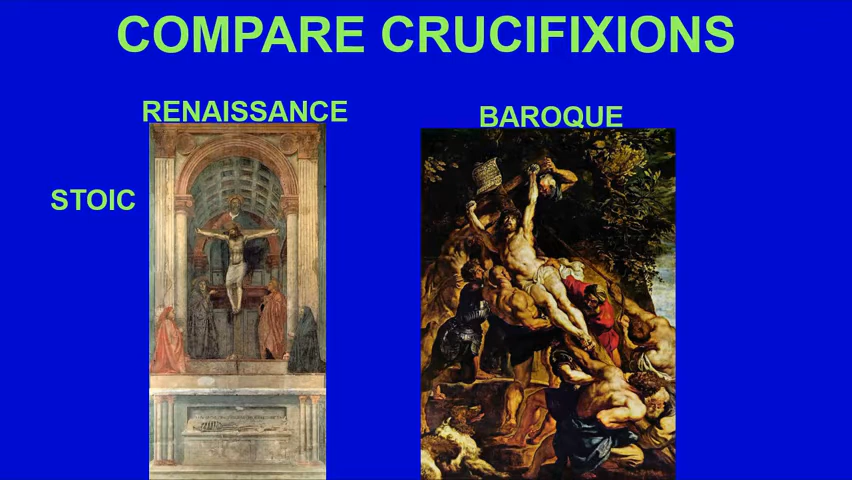 COMPARE CRUCIFIXIONS
RENAISSANCE
BAROQUE
STOIC